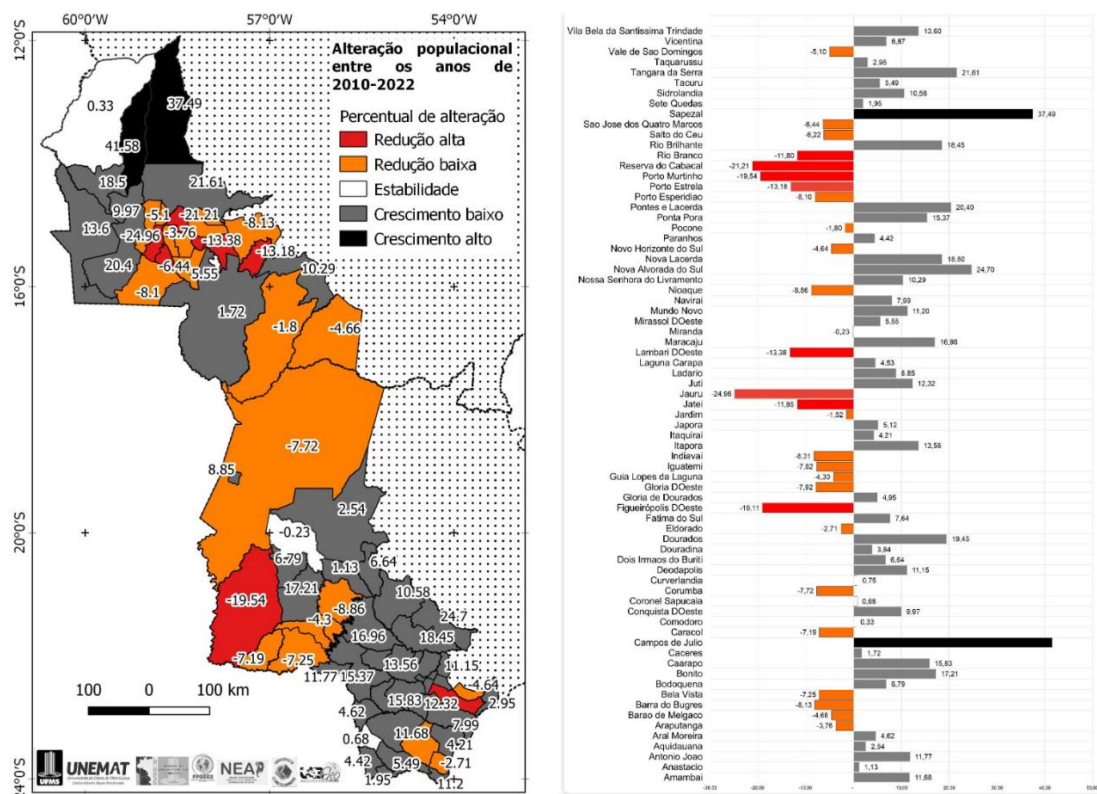 60°0'W 57°0'W 54°0'W
12°S
16°0'S
20°0'S
24°0'S
Alteração populacional
entre os anos de
2010-2022
Percentual de alteração
Redução alta
Redução baixa
Estabilidade
Crescimento baixo
Crescimento alto
0.33
37.49
41.58
18.5
21.61
9.97
-5.1
-21.21
-8.13
13.6
-24.96
-3.76
-13.38
-13.18
20.4
-6.44
5.55
10.29
-8.1
1.72
-1.8
-4.66
-7.72
8.85
2.54
-0.23
6.79
1.13
6.64
17.21
10.58
-19.54
-8.86
-4.3
24.7
16.96
18.45
-7.19
-7.25
13.56
11.15
11.77
15.37
-4.64
15.83
12.32
2.95
4.62
7.99
0.68
11.68
4.21
4.42
5.49
-2.71
1.95
11.2
100 0 100 km
UFMS
UNEMAT
PPGGEO
NEAP
Vila Bela da Santissima Trindade 13,60
Vicentina 6,87
Vale de Sao Domingos -5,10
Taquarussu 2,95
Tangara da Serra 21,61
Tacuru 5,49
Sidrolandia 10,58
Sete Quedas 1,95
Sapezal 37,49
Sao Jose dos Quatro Marcos -6,44
Salto do Ceu -6,22
Rio Brilhante 18,45
Rio Branco -11,80
Reserva do Cabacal -21,21
Porto Murtinho -19,54
Porto Estrela -13,18
Porto Esperidiao -8,10
Pontes e Lacerda 20,40
Ponta Pora 15,37
Pocone -1,80
Paranhos 4,42
Novo Horizonte do Sul -4,64
Nova Lacerda 18,50
Nova Alvorada do Sul 24,70
Nossa Senhora do Livramento 10,29
Nioaque -8,86
Navirai 7,99
Mundo Novo 11,20
Mirassol DOeste 5,55
Miranda -0,23
Maracaju 16,96
Lambari DOeste -13,38
Laguna Carapa 4,53
Ladario 8,85
Juti 12,32
Jauru -24,96
Jatei -11,85
Jardim -1,52
Japora 5,12
Itaquirai 4,21
Itapora 13,56
Indiavai -8,31
Iguatemi -7,82
Guia Lopes da Laguna -4,33
Gloria DOeste -7,92
Gloria de Dourados 4,95
Figueirópolis DOeste -19,11
Fatima do Sul 7,64
Eldorado -2,71
Dourados 19,45
Douradina 3,84
Dois Irmaos do Buriti 6,64
Deodapolis 11,15
Curverlandia 0,75
Corumba -7,72
Coronel Sapucaia 0,68
Conquista DOeste 9,97
Comodoro 0,33
Caracol -7,19
Campos de Julio
Caceres 1,72
Caarapo 15,83
Bonito 17,21
Bodoquena 6,79
Bela Vista -7,25
Barra do Bugres -8,13
Barao de Melgaco -4,66
Araputanga -3,76
Aral Moreira 4,62
Aquidauana 2,54
Antonio Joao 11,77
Anastacio 1,13
Amambai 11,68
-20,00 -10,00 0 10,00 20,00 30,00 40,00 50,00